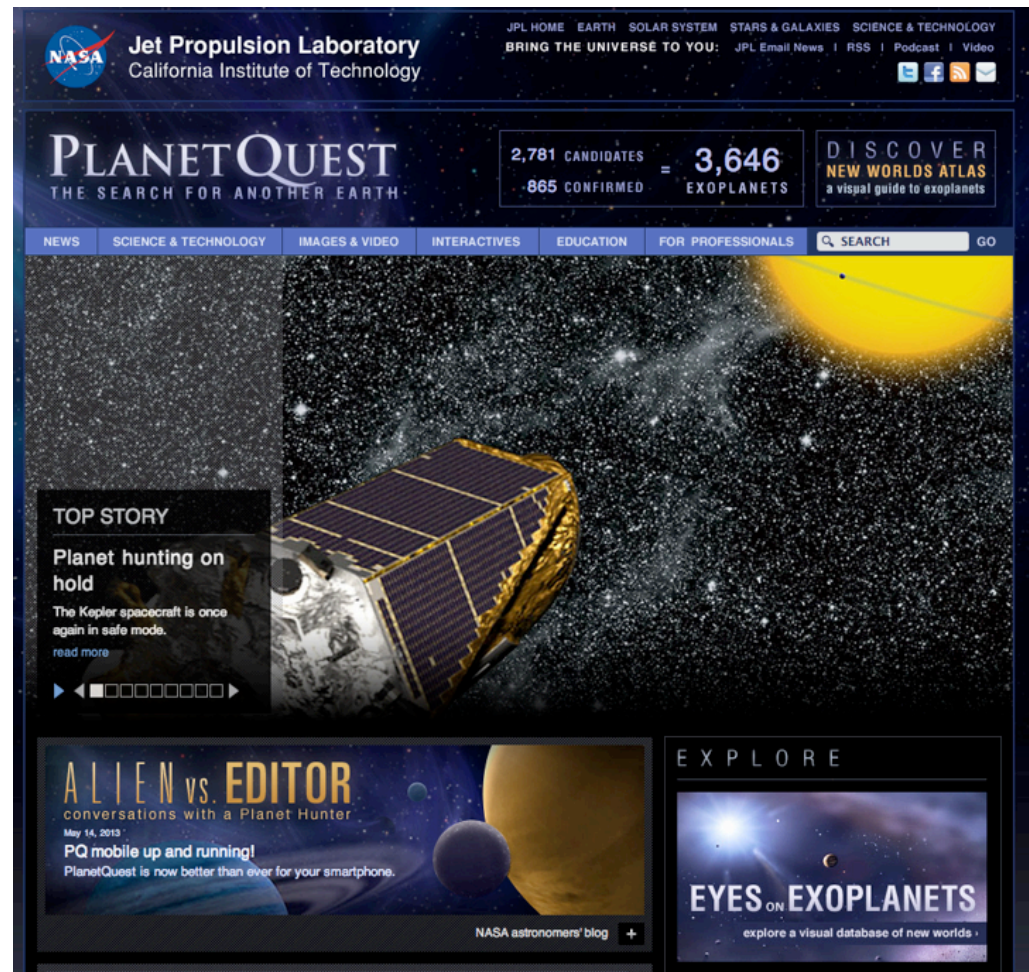 NASA
Jet Propulsion Laboratory
California Institute of Technology
JPL HOME EARTH SOLAR SYSTEM STARS & GALAXIES SCIENCE & TECHNOLOGY
BRING THE UNIVERSE TO YOU: JPL Email News | RSS | Podcast | Video
PLANETQUEST
THE SEARCH FOR ANOTHER EARTH
2,781 CANDIDATES
865 CONFIRMED
=
3,646
EXOPLANETS
DISCOVER
NEW WORLDS ATLAS
a visual guide to exoplanets
NEWS SCIENCE & TECHNOLOGY IMAGES & VIDEO INTERACTIVES EDUCATION FOR PROFESSIONALS SEARCH GO
TOP STORY
Planet hunting on
hold
The Kepler spacecraft is once
again in safe mode.
read more
ALIEN VS. EDITOR
conversations with a Planet Hunter
May 14, 2013
PQ mobile up and running!
PlanetQuest is now better than ever for your smartphone.
NASA astronomers' blog +
EXPLORE
EYES ON EXOPLANETS
explore a visual database of new worlds ›